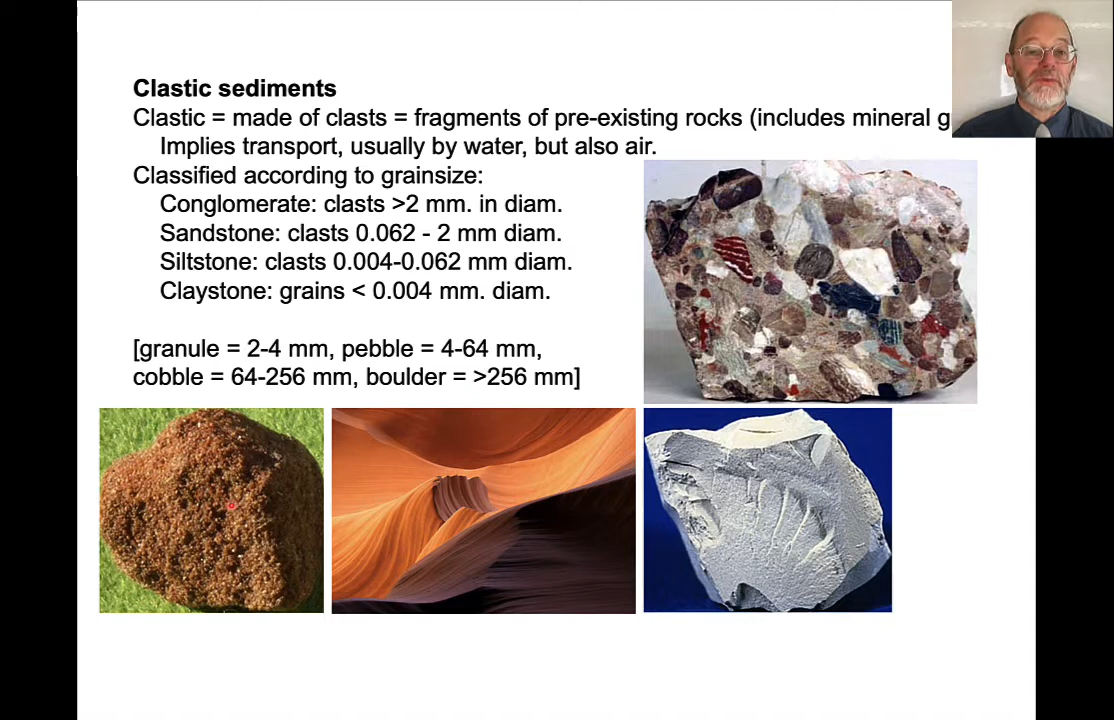 Clastic sediments
Clastic = made of clasts = fragments of pre-existing rocks (includes mineral
Implies transport, usually by water, but also air.
Classified according to grainsize:
Conglomerate: clasts >2 mm. in diam.
Sandstone: clasts 0.062 - 2 mm diam.
Siltstone: clasts 0.004-0.062 mm diam.
Claystone: grains < 0.004 mm. diam.
[granule = 2-4 mm, pebble = 4-64 mm,
cobble = 64-256 mm, boulder = >256 mm]